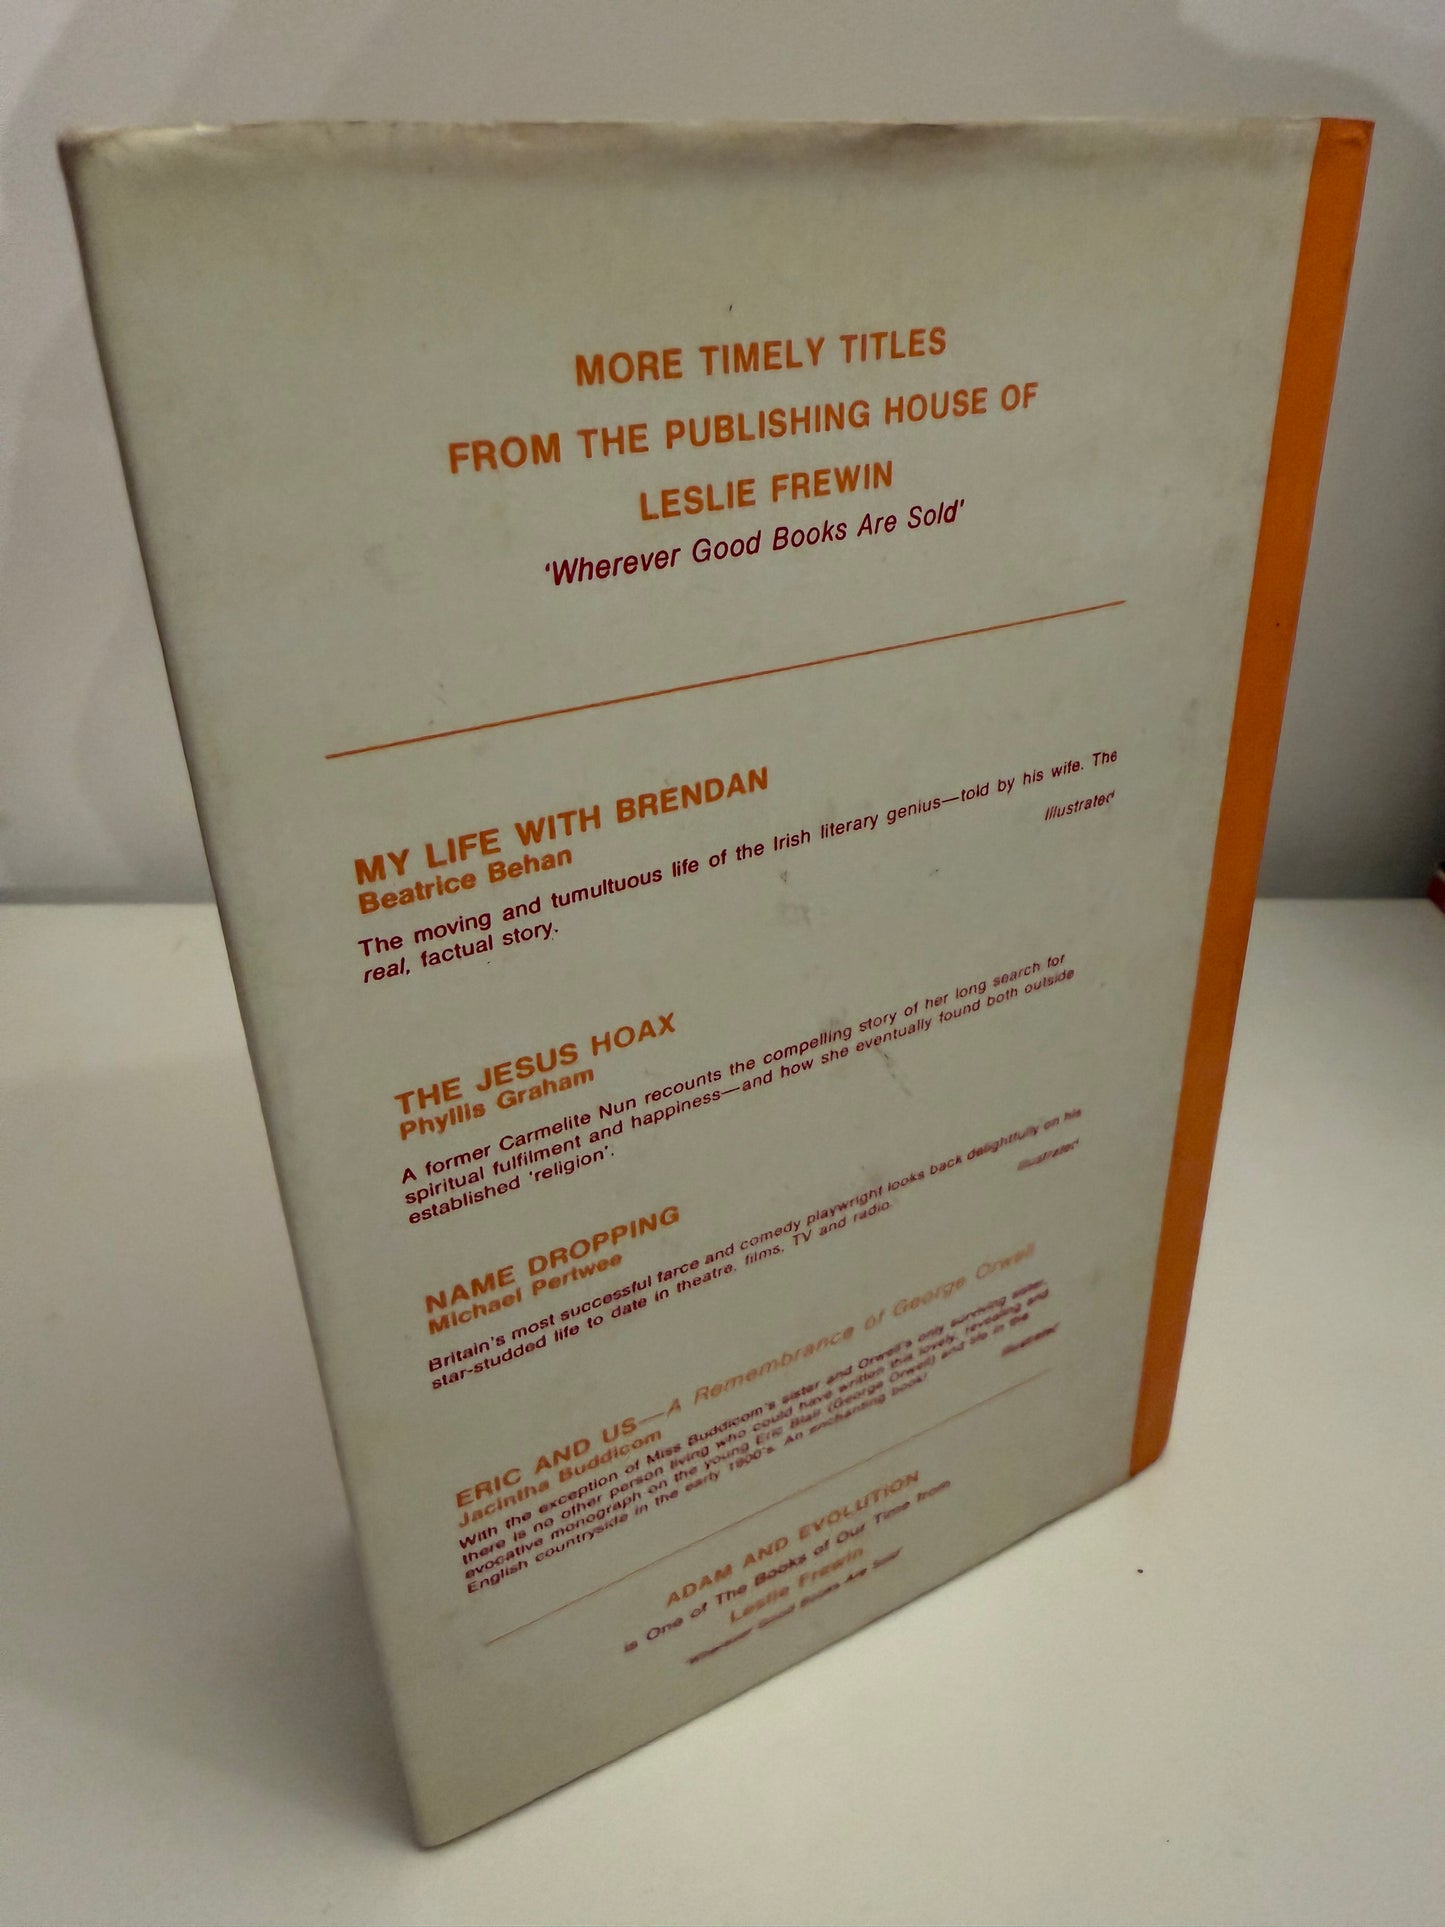 MORE TIMELY TITLES
FROM THE PUBLISHING HOUSE OF
LESLIE FREWIN
'Wherever Good Books Are Sold'
MY LIFE WITH BRENDAN
Beatrice Behan
The moving and tumultuous life of the Irish literary genius—told by his wife. The
real, factual story.
Illustrated
THE JESUS HOAX
Phyllis Graham
A former Carmelite Nun recounts the compelling story of her long search for
spiritual fulfilment and happiness—and how she eventually found both outside
established 'religion'.
NAME DROPPING
Michael Pertwee
Britain's most successful farce and comedy playwright looks back delightfully on his
star-studded life to date in theatre, films, TV and radio.
Illustrated
ERIC AND US—A Remembrance of George Orwell
Jacintha Buddicom
With the exception of Miss Buddicom's sister and Orwell's only surviving sister,
there is no other person living who could have written this lovely, revealing and
evocative monograph on the young Eric Blair (George Orwell) and life in the
English countryside in the early 1900's. An enchanting book!
Illustrated
ADAM AND EVOLUTION
is One of The Books of Our Time from
Leslie Frewin
'Wherever Good Books Are Sold'